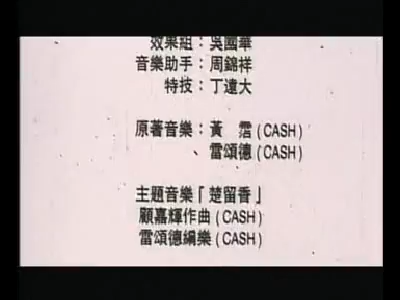 效果組：吳國華
音樂助手：周錦祥
特技：丁遠大
原著音樂：黃霑(CASH)
雷頌德(CASH)
主題音樂「楚留香」
顧嘉輝作曲(CASH)
雷頌德編樂(CASH)